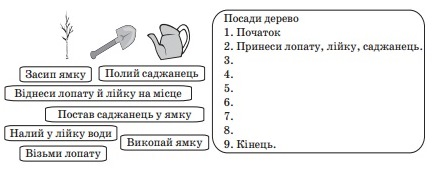 Засип ямку
Полий саджанець
Віднеси лопату й лійку на місце
Постав саджанець у ямку
Налий у лійку води
Викопай ямку
Візьми лопату
Посади дерево
1. Початок
2. Принеси лопату, лійку, саджанець.
3.
4.
5.
6.
7.
8.
9. Кінець.